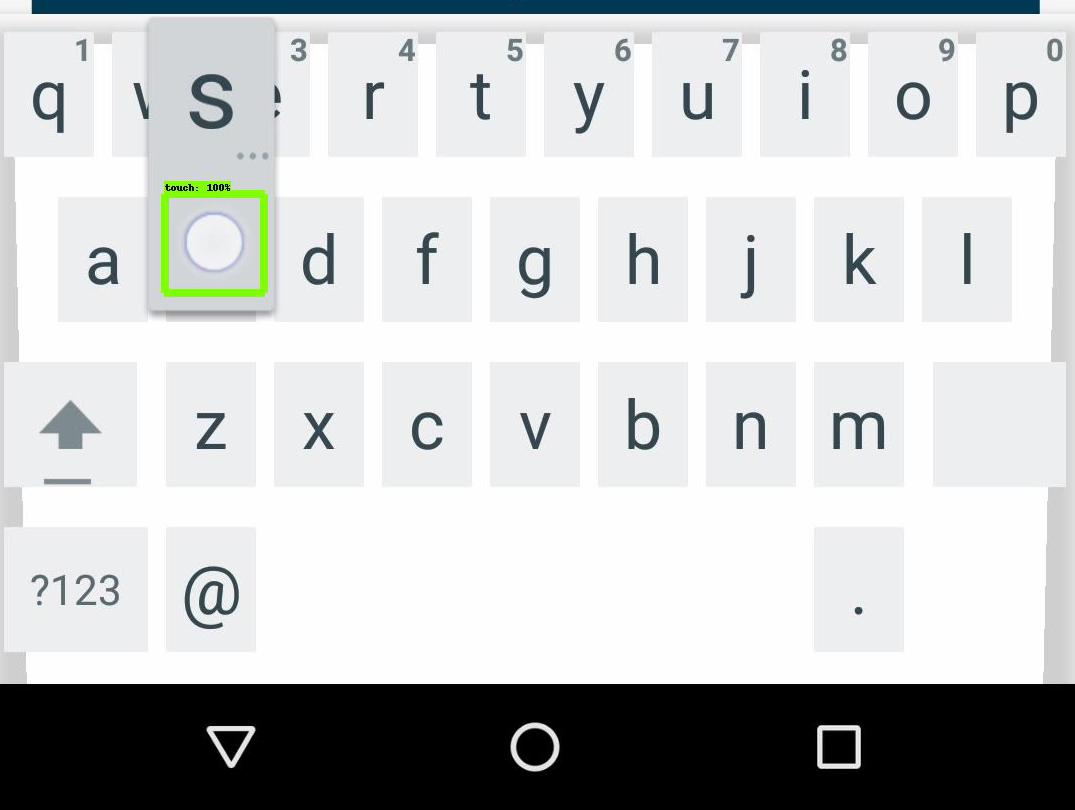 1 3 4 5 6 7 8 9 0
q w e r t y u i o p
s
...
touch: 100%
a d f g h j k l
z x c v b n m
?123 @ .